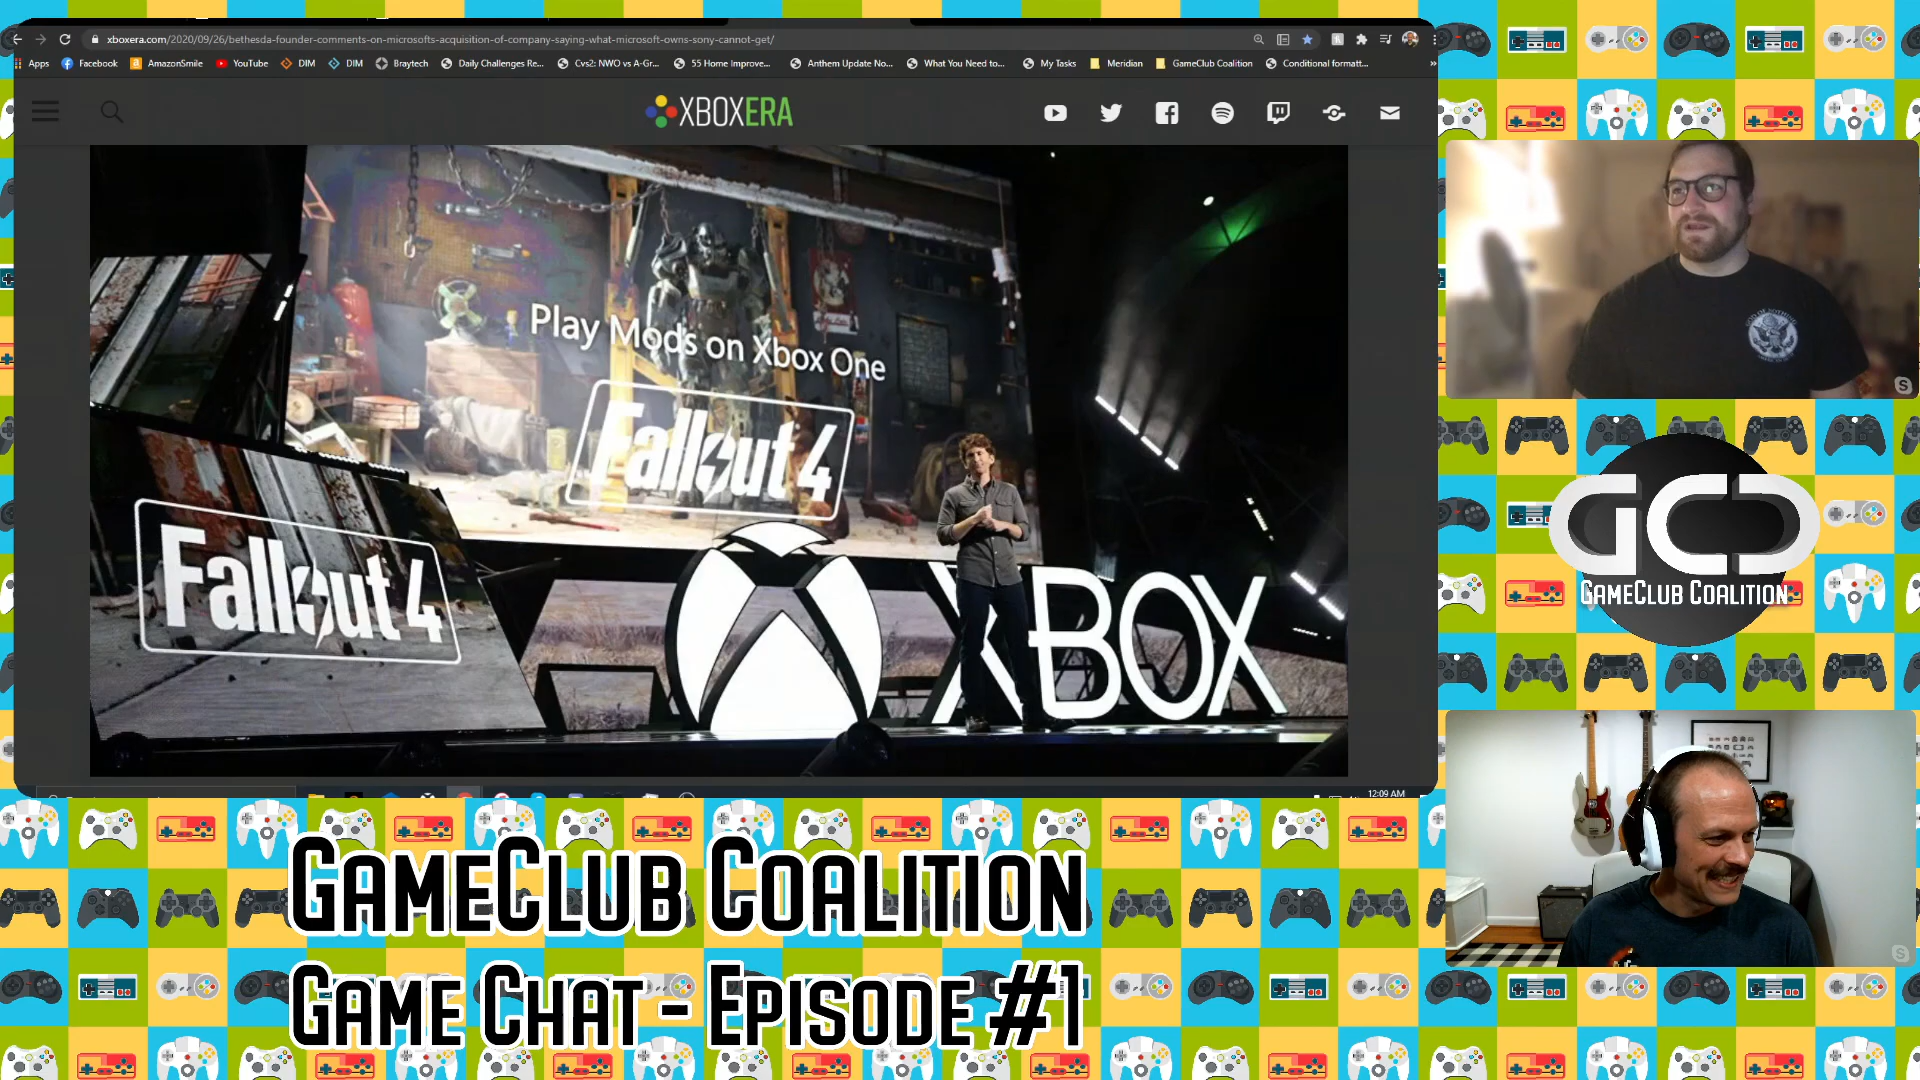 xboxera.com/2020/09/26/bethesda-founder-comments-on-microsofts-acquisition-of-company-saying-what-microsoft-owns-sony-cannot-get/
Apps Facebook AmazonSmile YouTube DIM DIM Braytech Daily Challenges Re... Cvs2: NWO vs A-Gr... 55 Home Improve... Anthem Update No... What You Need to... My Tasks Meridian GameClub Coalition Conditional formatt... »
XBOXERA
Play Mods on Xbox One
Fallout 4
Fallout 4
XBOX
12:09 AM
GCC
GameClub Coalition
GameClub Coalition
Game Chat - Episode #1